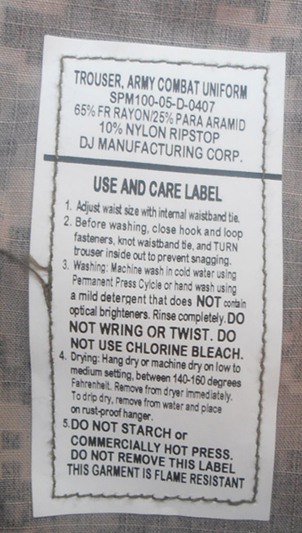 TROUSER, ARMY COMBAT UNIFORM
SPM100-05-D-0407
65% FR RAYON/25% PARA ARAMID
10% NYLON RIPSTOP
DJ MANUFACTURING CORP.
USE AND CARE LABEL
1. Adjust waist size with internal waistband tie.
2. Before washing, close hook and loop
fasteners, knot waistband tie, and TURN
trouser inside out to prevent snagging.
3. Washing: Machine wash in cold water using
Permanent Press Cylcle or hand wash using
a mild detergent that does NOT contain
optical brighteners. Rinse completely. DO
NOT WRING OR TWIST. DO
NOT USE CHLORINE BLEACH.
4. Drying: Hang dry or machine dry on low to
medium setting, between 140-160 degrees
Fahrenheit. Remove from dryer immediately.
To drip dry, remove from water and place
on rust-proof hanger.
5. DO NOT STARCH or
COMMERCIALLY HOT PRESS.
DO NOT REMOVE THIS LABEL
THIS GARMENT IS FLAME RESISTANT